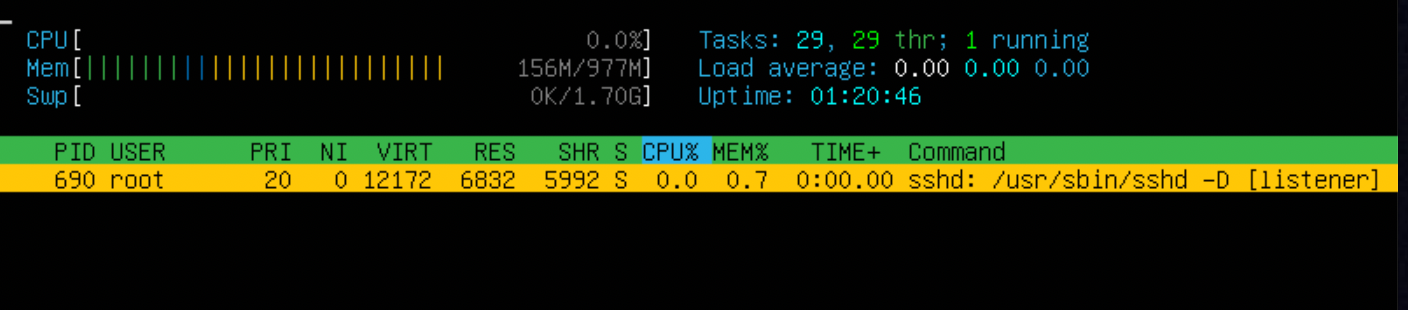 CPU[ 0.0%] Tasks: 29, 29 thr; 1 running
Mem[|||||||||||||||||||||||||| 156M/977M] Load average: 0.00 0.00 0.00
Swp[ 0K/1.70G] Uptime: 01:20:46
PID USER PRI NI VIRT RES SHR S CPU% MEM% TIME+ Command
690 root 20 0 12172 6832 5992 S 0.0 0.7 0:00.00 sshd: /usr/sbin/sshd -D [listener]